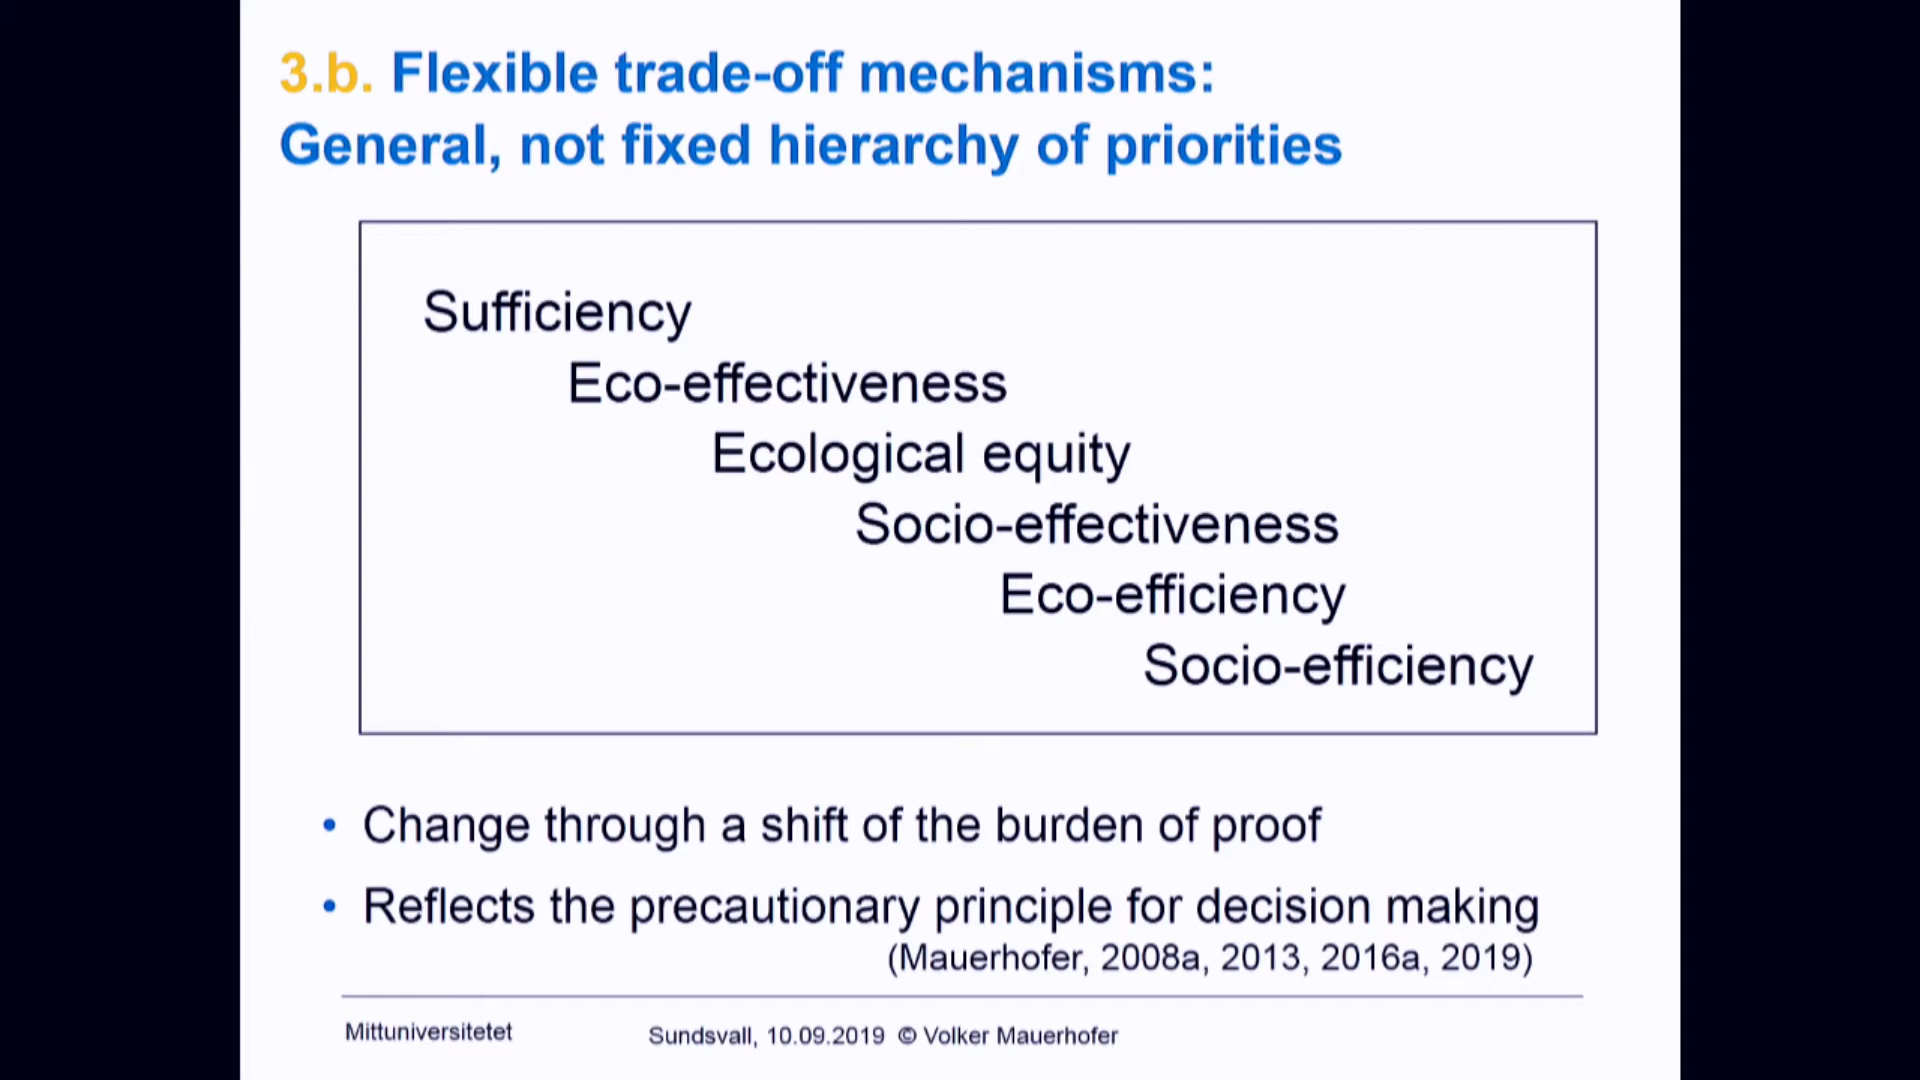 3.b. Flexible trade-off mechanisms:
General, not fixed hierarchy of priorities
Sufficiency
Eco-effectiveness
Ecological equity
Socio-effectiveness
Eco-efficiency
Socio-efficiency
• Change through a shift of the burden of proof
• Reflects the precautionary principle for decision making
(Mauerhofer, 2008a, 2013, 2016a, 2019)
Mittuniversitetet
Sundsvall, 10.09.2019 © Volker Mauerhofer